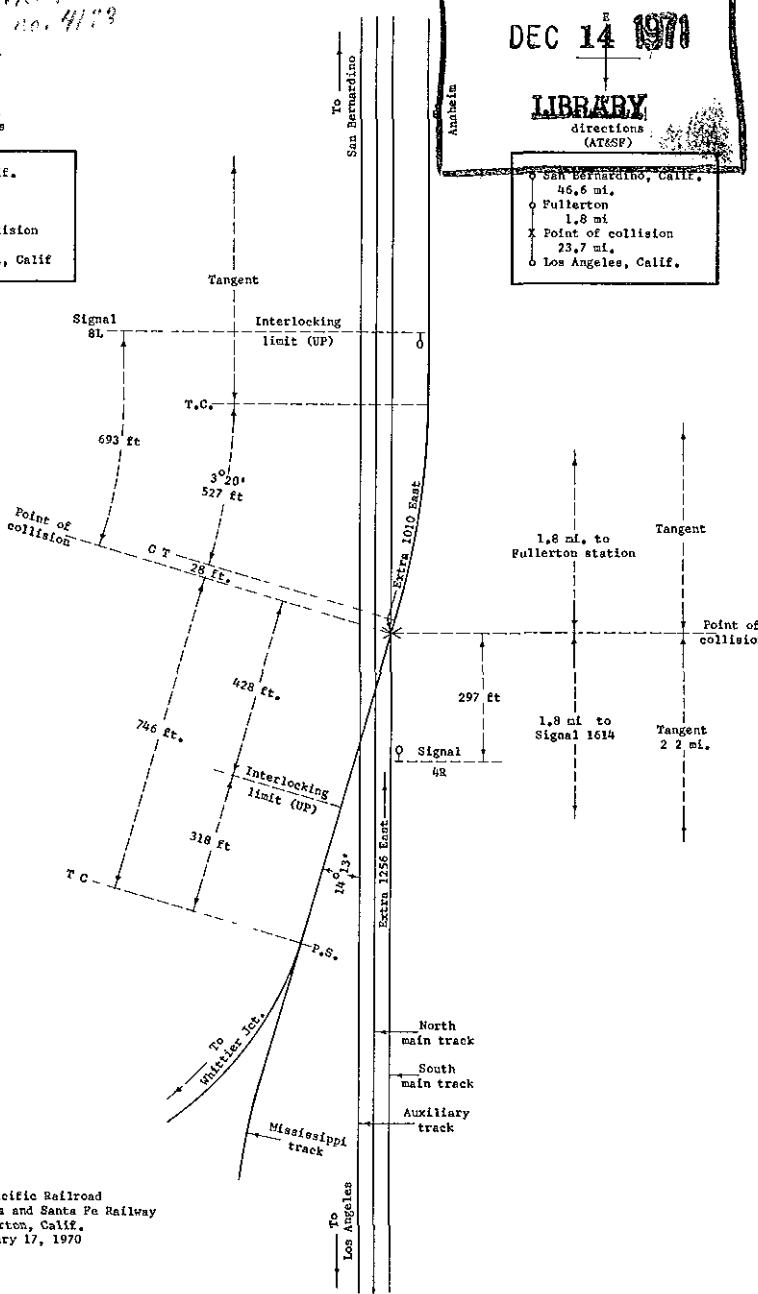 no. 4123
DEC 14 1971
E
LIBRARY
directions
(AT&SF)
San Bernardino, Calif.
46.6 mi.
Fullerton
1.8 mi
Point of collision
23.7 mi.
Los Angeles, Calif.
, Calif
To
San Bernardino
Anaheim
Tangent
Signal
8L
Interlocking
limit (UP)
T.C.
693 ft
3°20'
527 ft
Point of
collision
C T
28 ft.
Extra 1010 East
1.8 mi. to
Fullerton station
Tangent
Point of
collision
428 ft.
746 ft.
297 ft
1.8 mi to
Signal 1614
Tangent
2 2 mi.
Signal
4R
Interlocking
limit (UP)
318 ft
14°13'
Extra 1256 East
T C
P.S.
To
Whittier Jct.
North
main track
South
main track
Auxiliary
track
Mississippi
track
To
Los Angeles
Railroad
and Santa Fe Railway
Calif.
17, 1970